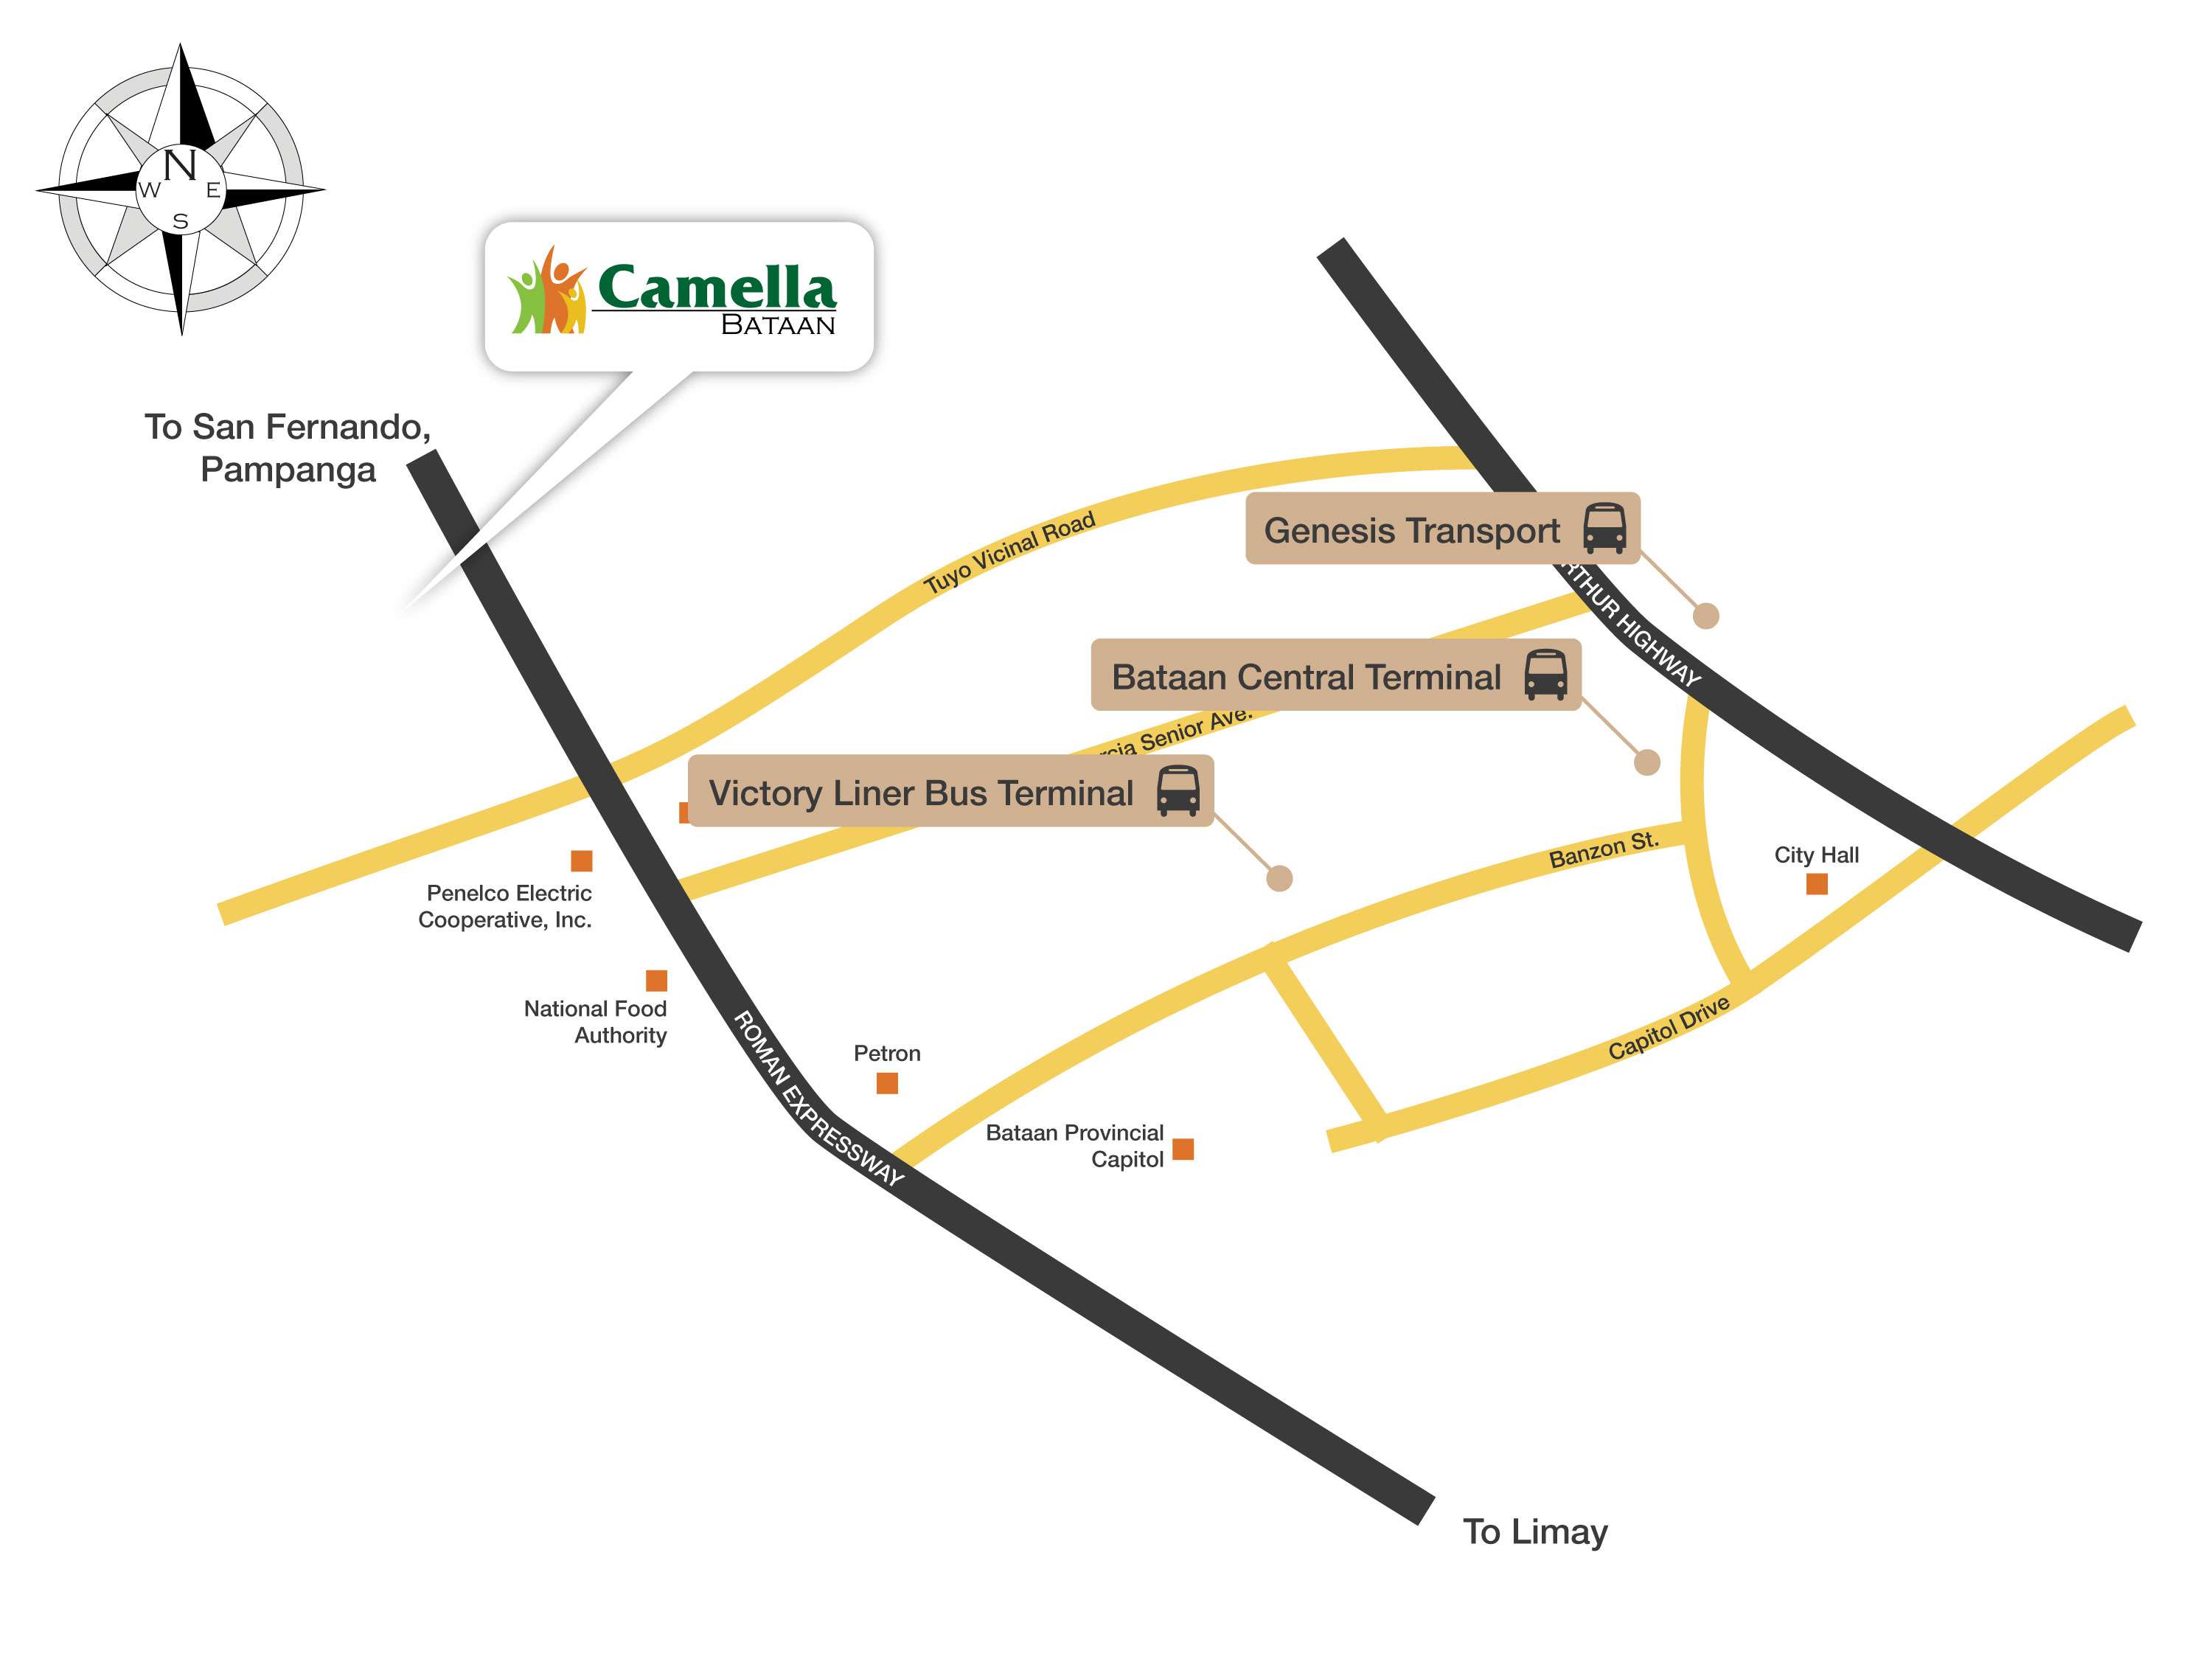 N
W E
S
Camella
BATAAN
To San Fernando,
Pampanga
Tuyo Vicinal Road
Genesis Transport
HIGHWAY
Bataan Central Terminal
Senior Ave.
Victory Liner Bus Terminal
Banzon St.
City Hall
Penelco Electric
Cooperative, Inc.
National Food
Authority
Capitol Drive
ROMAN EXPRESSWAY
Petron
Bataan Provincial
Capitol
To Limay